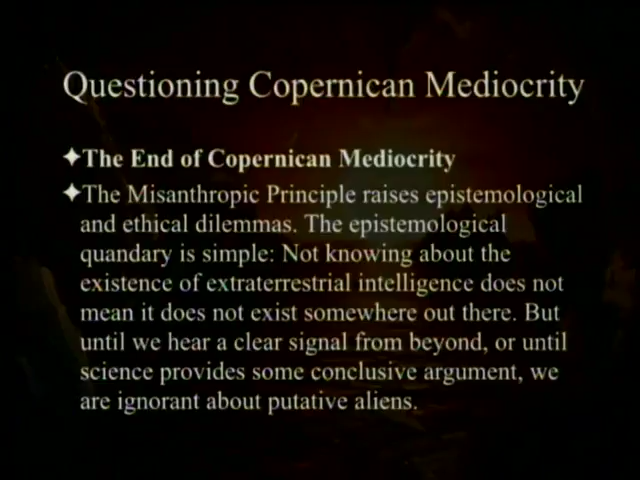 Questioning Copernican Mediocrity
✦The End of Copernican Mediocrity
✦The Misanthropic Principle raises epistemological
and ethical dilemmas. The epistemological
quandary is simple: Not knowing about the
existence of extraterrestrial intelligence does not
mean it does not exist somewhere out there. But
until we hear a clear signal from beyond, or until
science provides some conclusive argument, we
are ignorant about putative aliens.